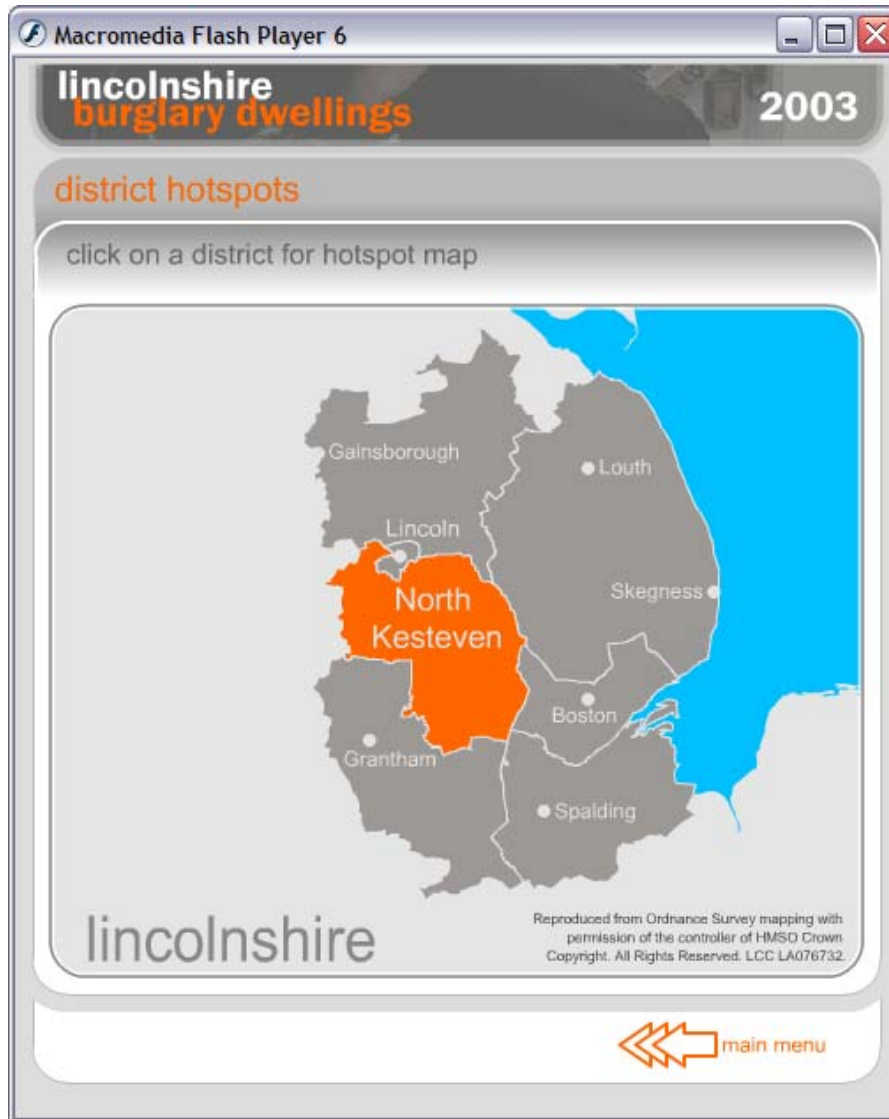 Macromedia Flash Player 6
lincolnshire
burglary dwellings
2003
district hotspots
click on a district for hotspot map
Gainsborough
Louth
Lincoln
Skegness
North
Kesteven
Boston
Grantham
Spalding
lincolnshire
Reproduced from Ordnance Survey mapping with
permission of the controller of HMSO Crown
Copyright. All Rights Reserved. LCC LA076732.
main menu